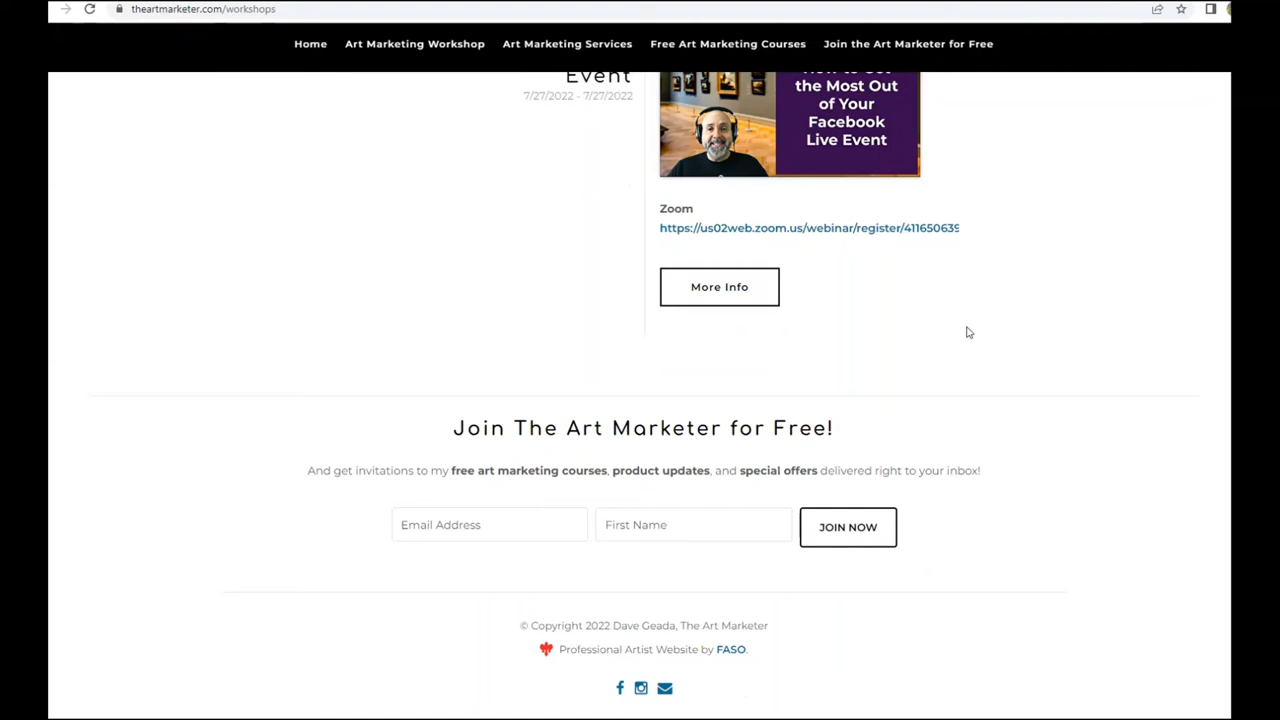 theartmarketer.com/workshops
Home Art Marketing Workshop Art Marketing Services Free Art Marketing Courses Join the Art Marketer for Free
Event
7/27/2022 - 7/27/2022
the Most Out
of Your
Facebook
Live Event
Zoom
https://us02web.zoom.us/webinar/register/411650639
More Info
Join The Art Marketer for Free!
And get invitations to my free art marketing courses, product updates, and special offers delivered right to your inbox!
Email Address First Name JOIN NOW
© Copyright 2022 Dave Geada, The Art Marketer
Professional Artist Website by FASO.